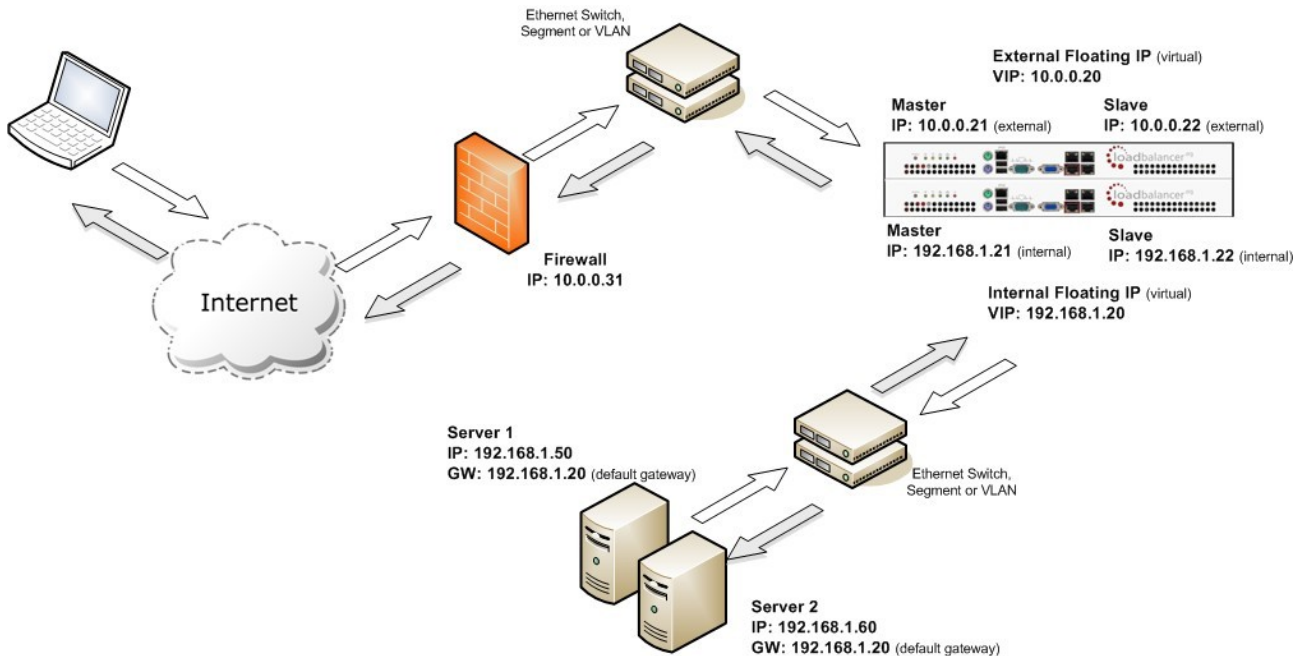 Ethernet Switch,
Segment or VLAN
External Floating IP (virtual)
VIP: 10.0.0.20
Master
IP: 10.0.0.21 (external)
Slave
IP: 10.0.0.22 (external)
loadbalancer.org
loadbalancer.org
Master
IP: 192.168.1.21 (internal)
Slave
IP: 192.168.1.22 (internal)
Firewall
IP: 10.0.0.31
Internet
Internal Floating IP (virtual)
VIP: 192.168.1.20
Server 1
IP: 192.168.1.50
GW: 192.168.1.20 (default gateway)
Ethernet Switch,
Segment or VLAN
Server 2
IP: 192.168.1.60
GW: 192.168.1.20 (default gateway)